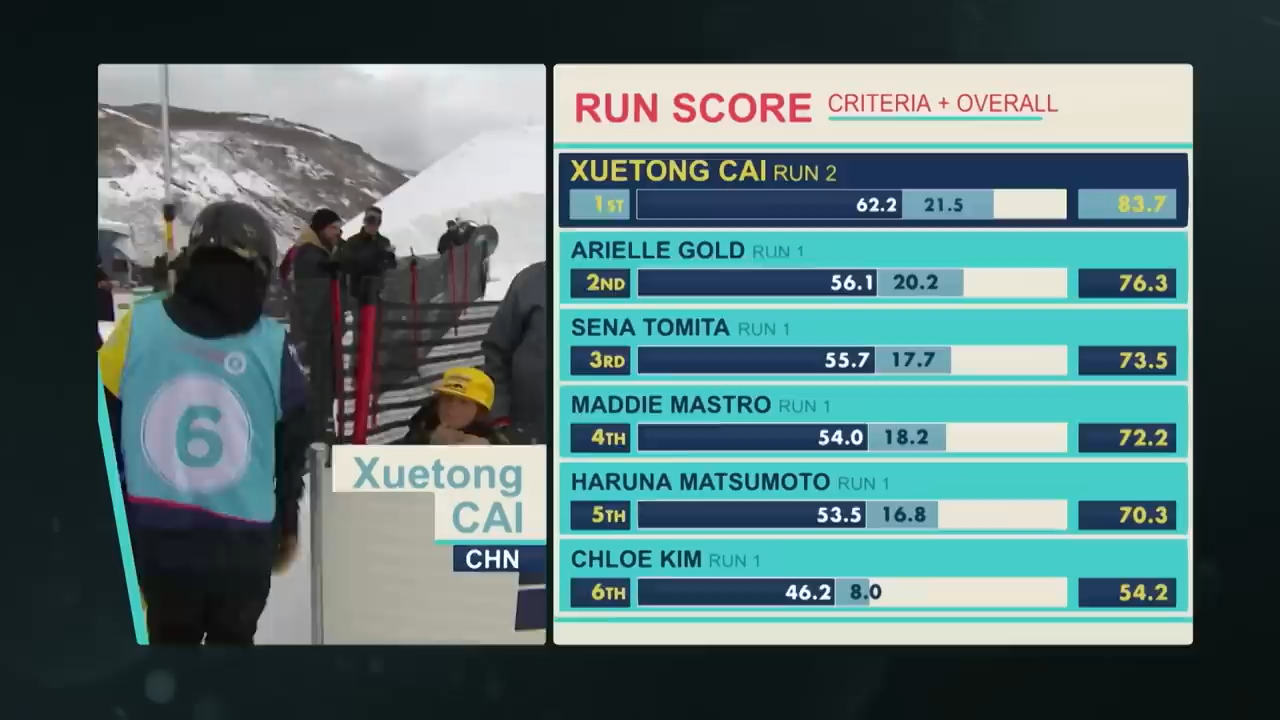 RUN SCORE CRITERIA + OVERALL
XUETONG CAI RUN 2
1ST 62.2 21.5 83.7
ARIELLE GOLD RUN 1
2ND 56.1 20.2 76.3
SENA TOMITA RUN 1
3RD 55.7 17.7 73.5
MADDIE MASTRO RUN 1
4TH 54.0 18.2 72.2
HARUNA MATSUMOTO RUN 1
5TH 53.5 16.8 70.3
CHLOE KIM RUN 1
6TH 46.2 8.0 54.2
6
Xuetong
CAI
CHN